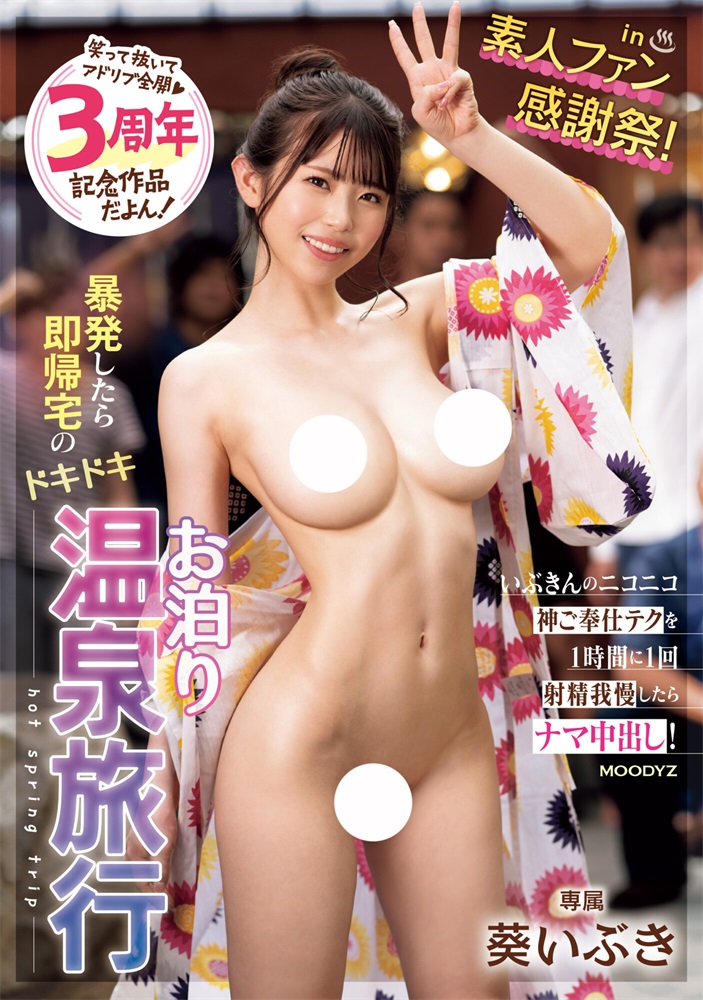 笑って抜いて
アドリブ全開♥
3周年
記念作品
だよん!
in♨
素人ファン
感謝祭!
暴発したら
即帰宅の
ドキドキ
お泊り
温泉旅行
hot spring trip
いぶきんのニコニコ
神ご奉仕テクを
1時間に1回
射精我慢したら
ナマ中出し!
MOODYZ
専属
葵いぶき